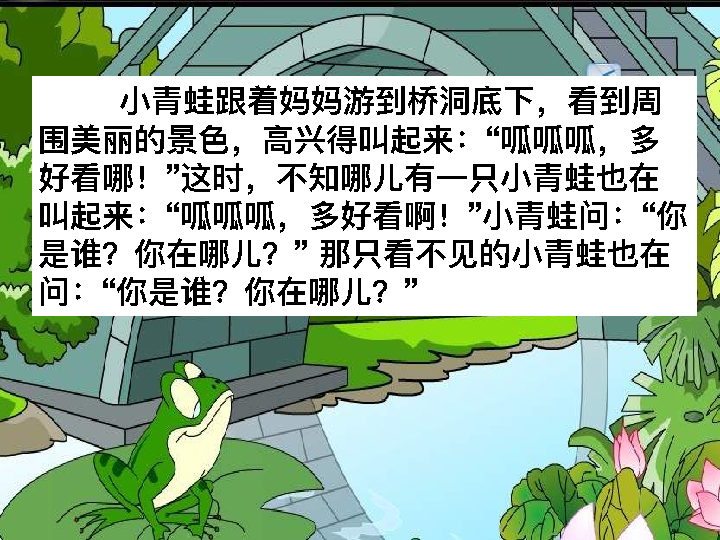 小青蛙跟着妈妈游到桥洞底下，看到周
围美丽的景色，高兴得叫起来：“呱呱呱，多
好看哪！”这时，不知哪儿有一只小青蛙也在
叫起来：“呱呱呱，多好看啊！”小青蛙问：“你
是谁？你在哪儿？” 那只看不见的小青蛙也在
问：“你是谁？你在哪儿？”